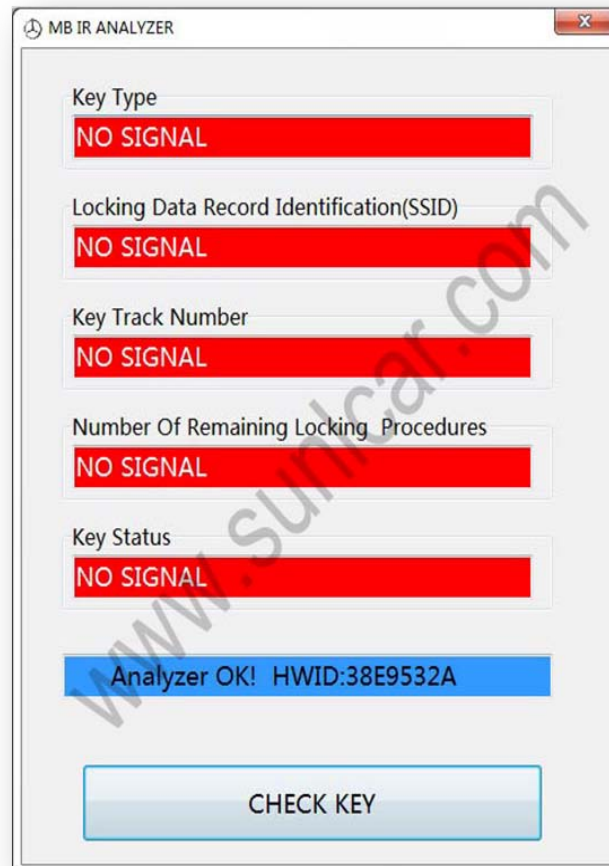 MB IR ANALYZER
Key Type
NO SIGNAL
Locking Data Record Identification(SSID)
NO SIGNAL
Key Track Number
NO SIGNAL
Number Of Remaining Locking  Procedures
NO SIGNAL
Key Status
NO SIGNAL
Analyzer OK!  HWID:38E9532A
CHECK KEY
www.sunlcar.com